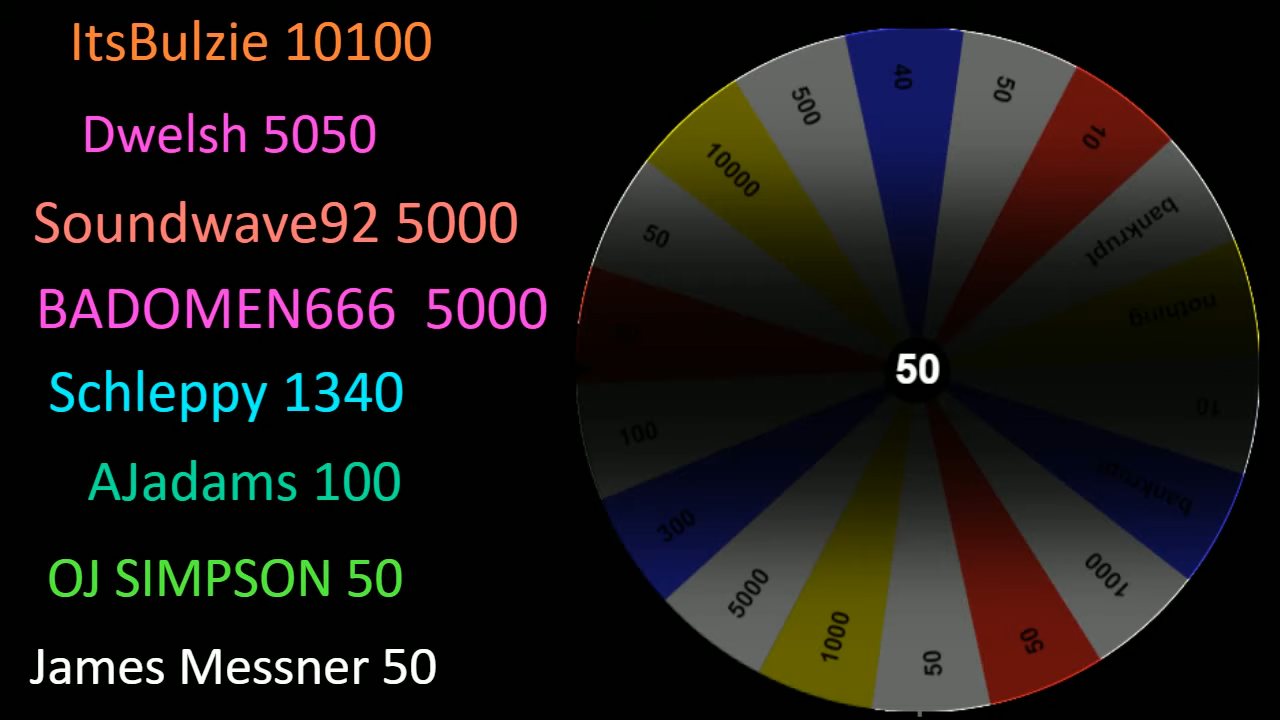 ItsBulzie 10100
Dwelsh 5050
Soundwave92 5000
BADOMEN666 5000
Schleppy 1340
AJadams 100
OJ SIMPSON 50
James Messner 50
40
50
10
bankrupt
nothing
10
bankrupt
1000
50
50
1000
5000
300
100
50
10000
500
50